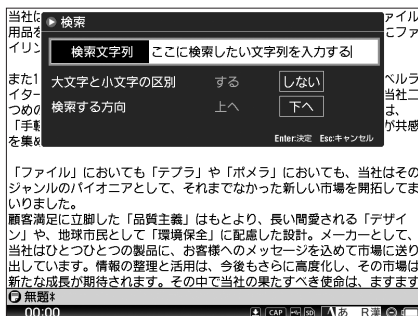 当社に
ァイル
▶ 検索
用品を
にファ
イリン
検索文字列 ここに検索したい文字列を入力する
また1
ベルラ
大文字と小文字の区別 する しない
イター
当社二
つめの
は、
検索する方向 上へ 下へ
「手軽
が共感
を集め
Enter:決定 Esc:キャンセル
「ファイル」においても「テプラ」や「ポメラ」においても、当社はその
ジャンルのパイオニアとして、それまでなかった新しい市場を開拓してま
いりました。
顧客満足に立脚した「品質主義」はもとより、長い間愛される「デザイ
ン」や、地球市民として「環境保全」に配慮した設計。メーカーとして、
当社はひとつひとつの製品に、お客様へのメッセージを込めて市場に送り
出しています。情報の整理と活用は、今後もさらに高度化し、その市場は
新たな成長が期待されます。その中で当社の果たすべき使命は、ますます
無題*
00:00 CAP SD あ R漢